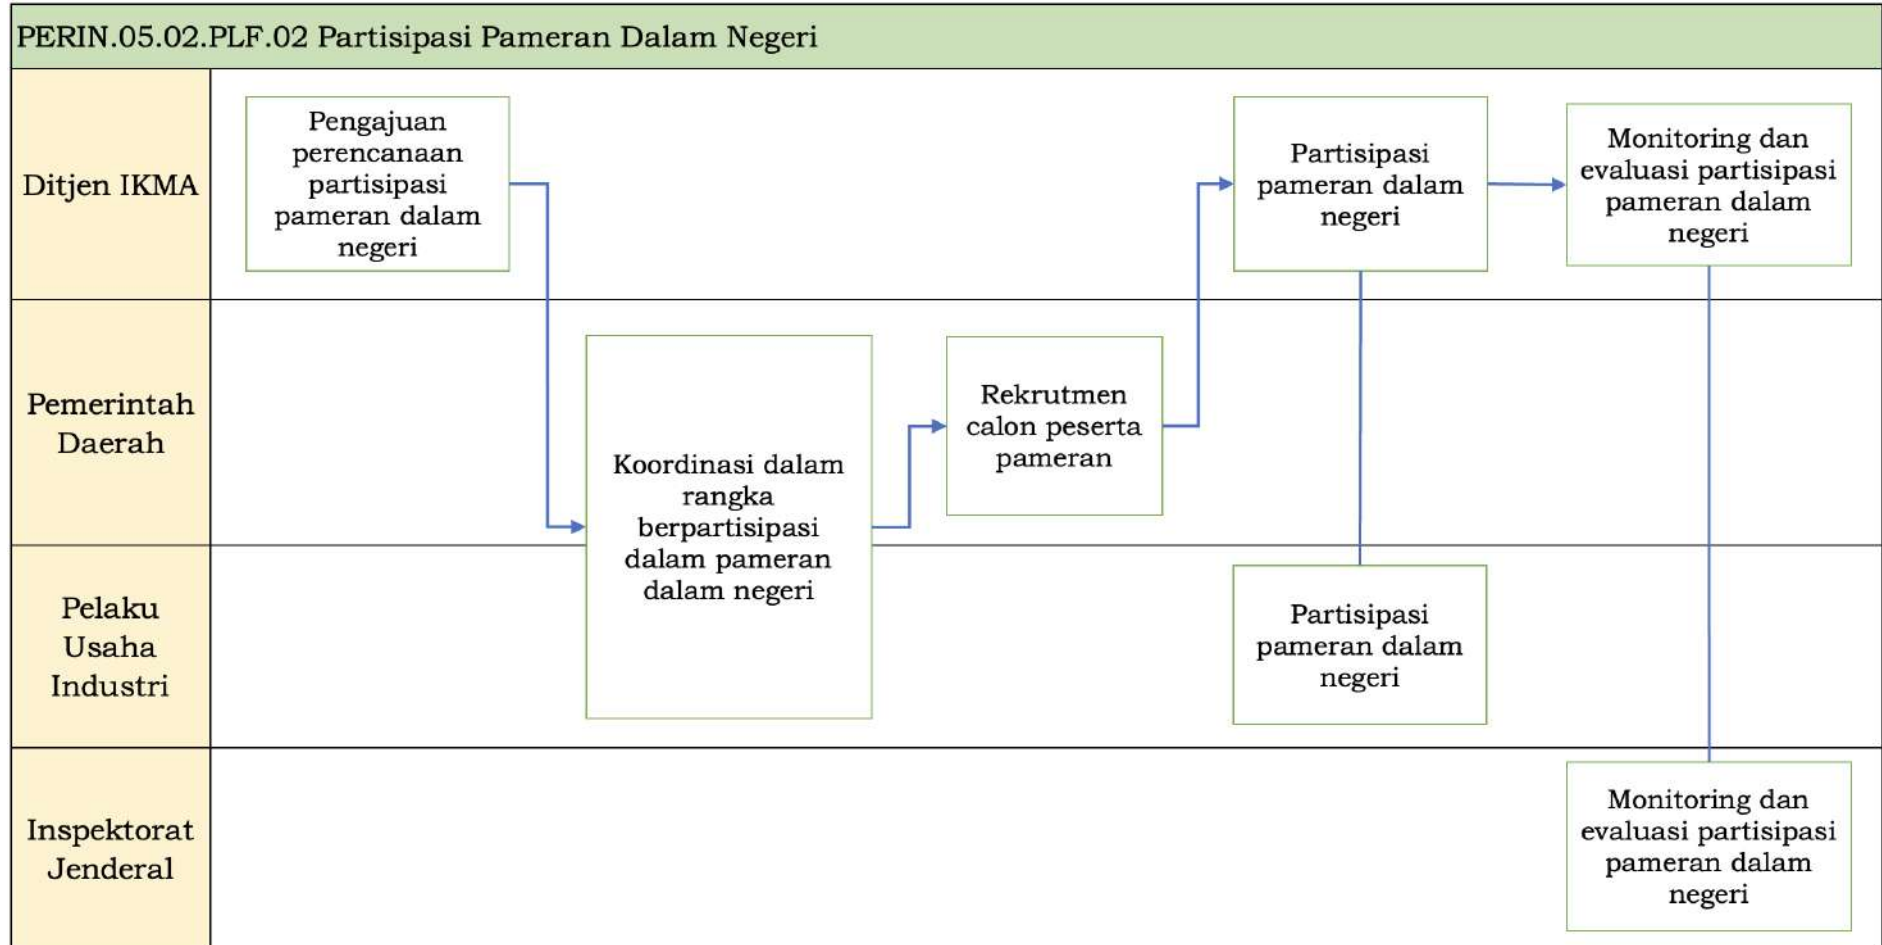 PERIN.05.02.PLF.02 Partisipasi Pameran Dalam Negeri
Ditjen IKMA
Pengajuan
perencanaan
partisipasi
pameran dalam
negeri
Partisipasi
pameran dalam
negeri
Monitoring dan
evaluasi partisipasi
pameran dalam
negeri
Pemerintah
Daerah
Koordinasi dalam
rangka
berpartisipasi
dalam pameran
dalam negeri
Rekrutmen
calon peserta
pameran
Pelaku
Usaha
Industri
Partisipasi
pameran dalam
negeri
Inspektorat
Jenderal
Monitoring dan
evaluasi partisipasi
pameran dalam
negeri